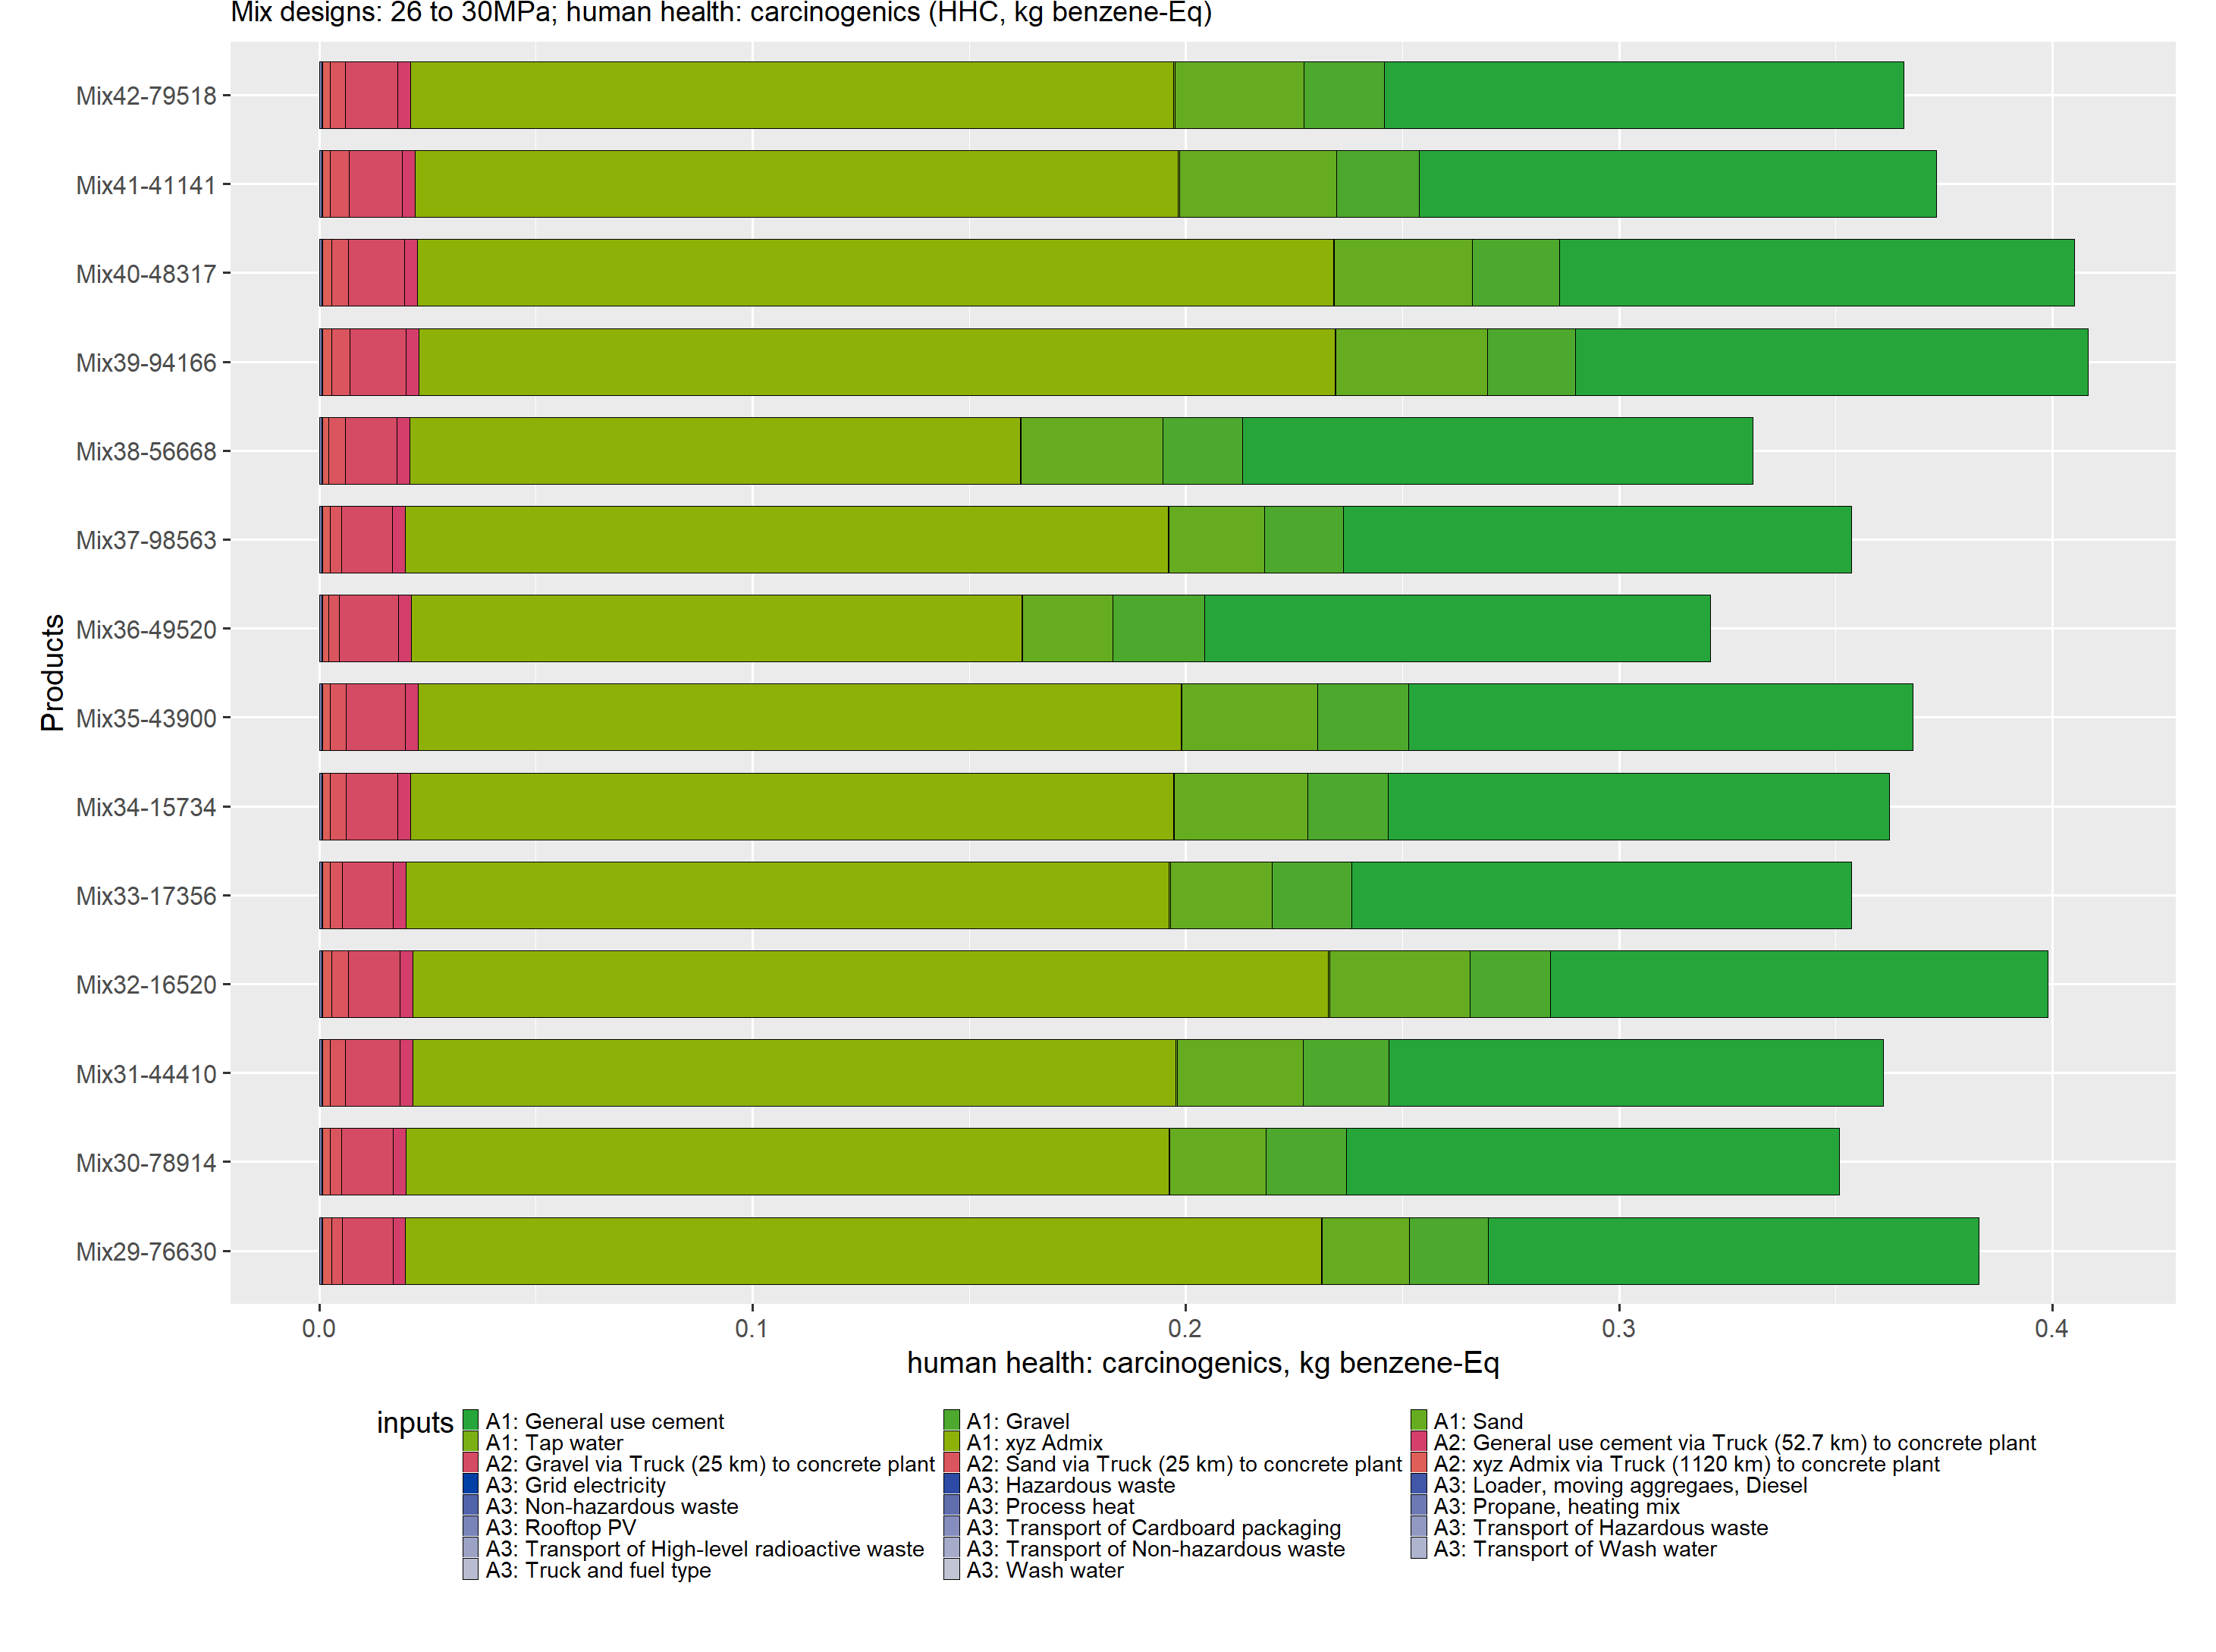 Mix designs: 26 to 30MPa; human health: carcinogenics (HHC, kg benzene-Eq)
Products
Mix42-79518
Mix41-41141
Mix40-48317
Mix39-94166
Mix38-56668
Mix37-98563
Mix36-49520
Mix35-43900
Mix34-15734
Mix33-17356
Mix32-16520
Mix31-44410
Mix30-78914
Mix29-76630
0.0 0.1 0.2 0.3 0.4
human health: carcinogenics, kg benzene-Eq
inputs
A1: General use cement A1: Gravel A1: Sand
A1: Tap water A1: xyz Admix A2: General use cement via Truck (52.7 km) to concrete plant
A2: Gravel via Truck (25 km) to concrete plant A2: Sand via Truck (25 km) to concrete plant A2: xyz Admix via Truck (1120 km) to concrete plant
A3: Grid electricity A3: Hazardous waste A3: Loader, moving aggregaes, Diesel
A3: Non-hazardous waste A3: Process heat A3: Propane, heating mix
A3: Rooftop PV A3: Transport of Cardboard packaging A3: Transport of Hazardous waste
A3: Transport of High-level radioactive waste A3: Transport of Non-hazardous waste A3: Transport of Wash water
A3: Truck and fuel type A3: Wash water